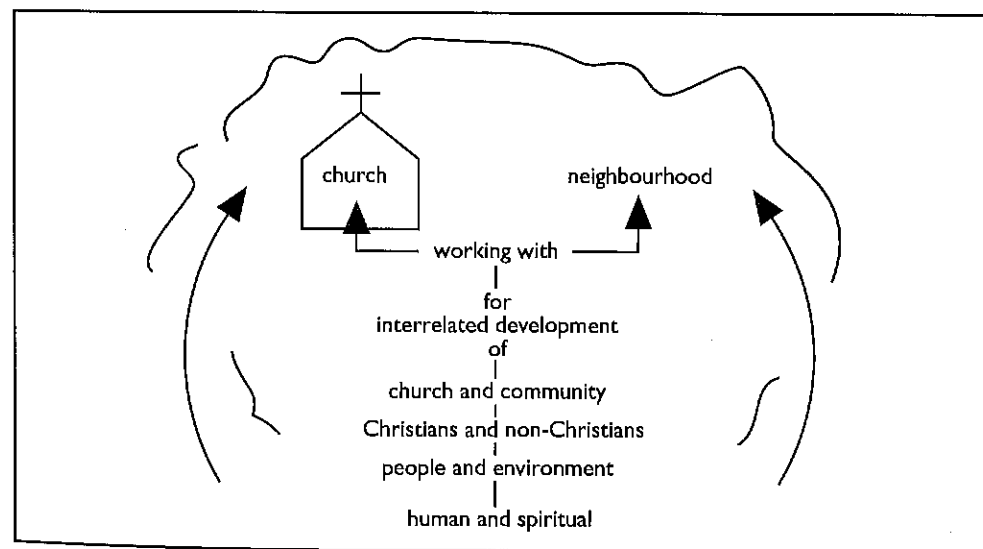 church
neighbourhood
working with
for
interrelated development
of
church and community
Christians and non-Christians
people and environment
human and spiritual